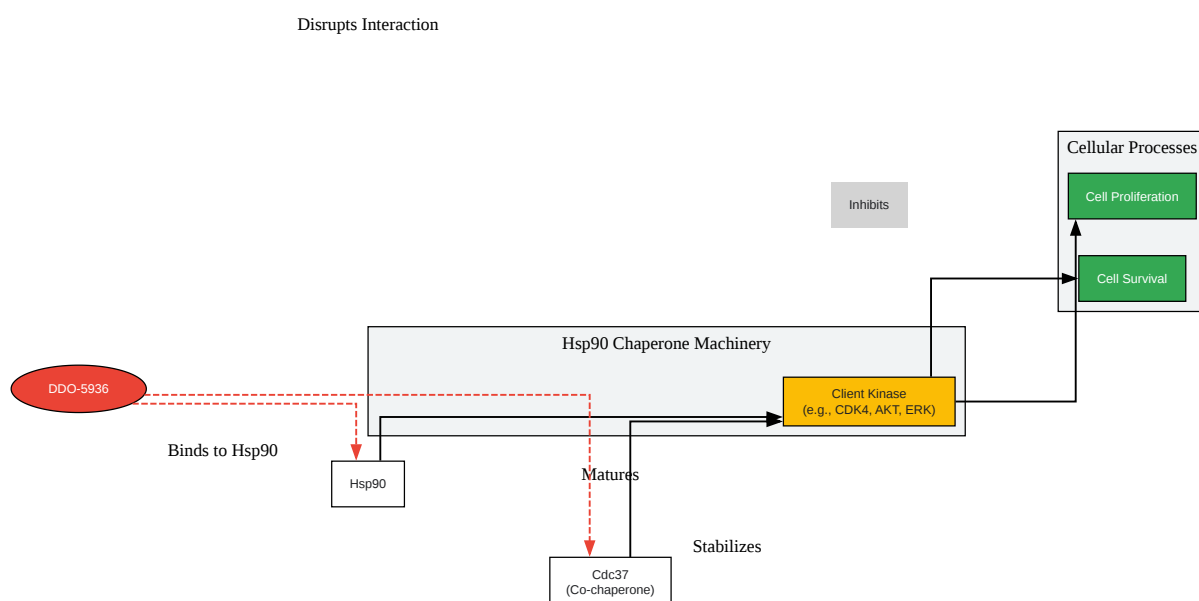 Disrupts Interaction
Cellular Processes
Cell Proliferation
Inhibits
Cell Survival
Hsp90 Chaperone Machinery
DDO-5936
Client Kinase
(e.g., CDK4, AKT, ERK)
Binds to Hsp90
Matures
Hsp90
Stabilizes
Cdc37
(Co-chaperone)